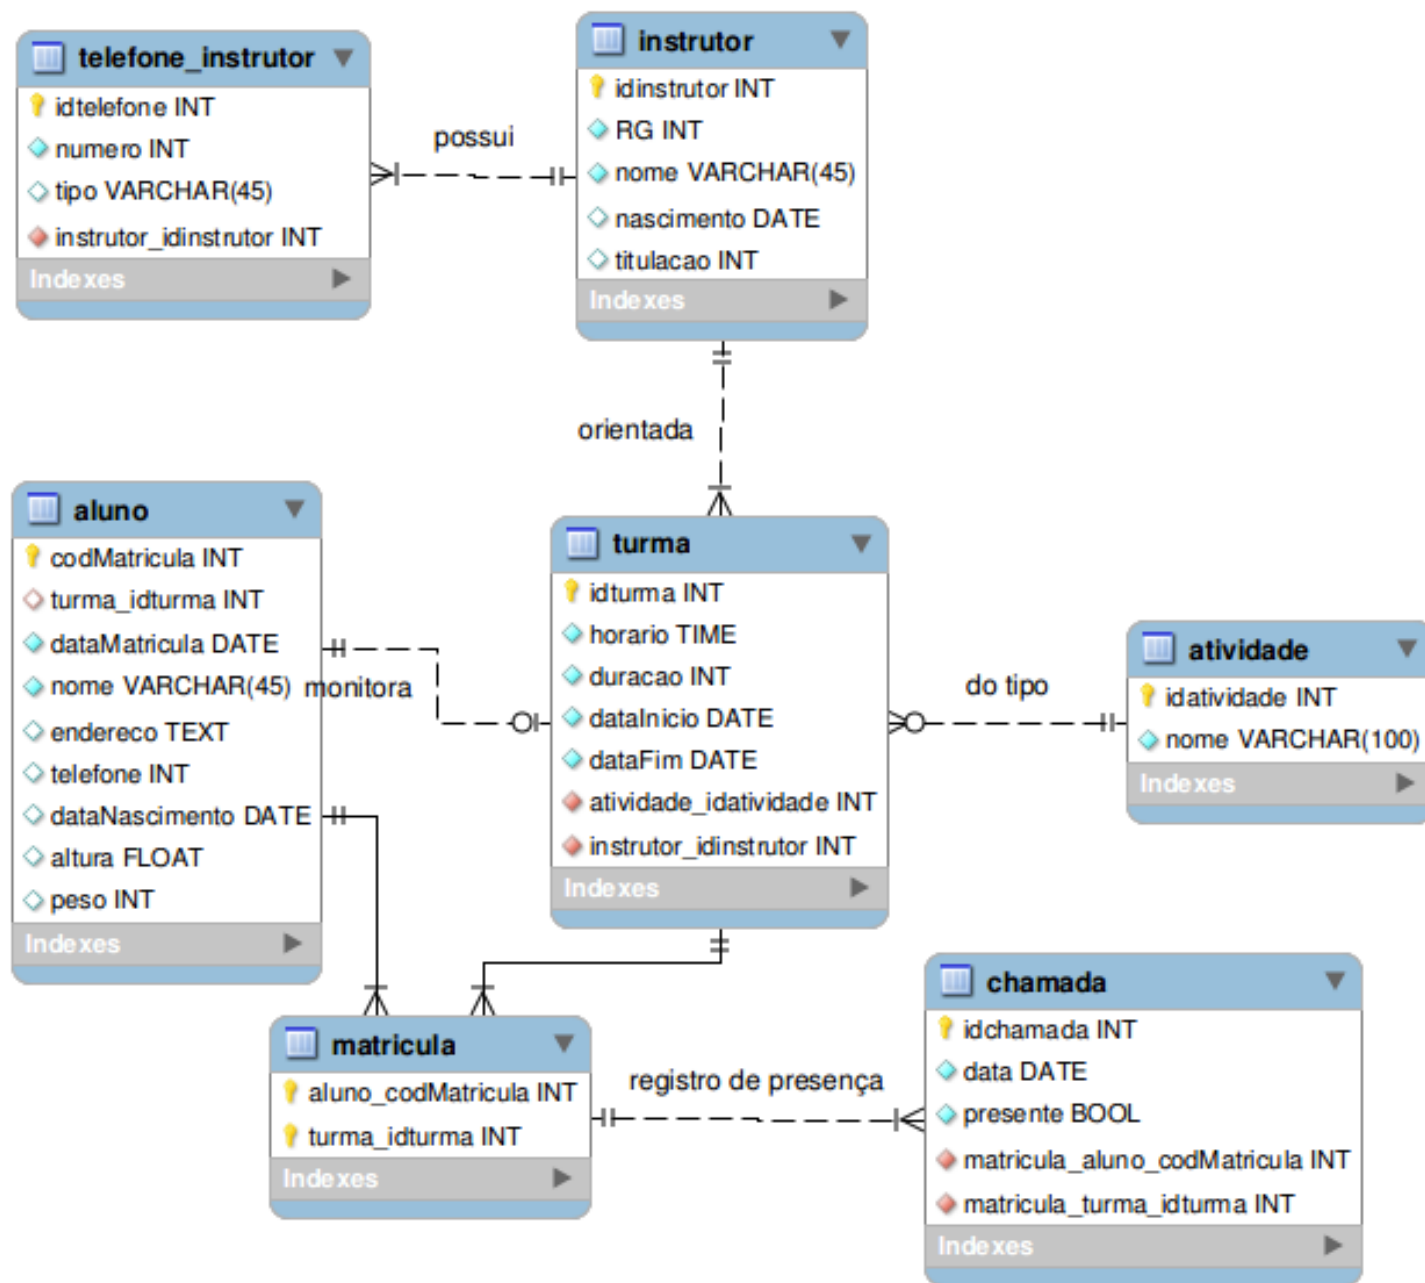 telefone_instrutor
idtelefone INT
numero INT
tipo VARCHAR(45)
instrutor_idinstrutor INT
Indexes
possui
instrutor
idinstrutor INT
RG INT
nome VARCHAR(45)
nascimento DATE
titulacao INT
Indexes
orientada
aluno
codMatricula INT
turma_idturma INT
dataMatricula DATE
nome VARCHAR(45)
endereco TEXT
telefone INT
dataNascimento DATE
altura FLOAT
peso INT
Indexes
monitora
turma
idturma INT
horario TIME
duracao INT
dataInicio DATE
dataFim DATE
atividade_idatividade INT
instrutor_idinstrutor INT
Indexes
do tipo
atividade
idatividade INT
nome VARCHAR(100)
Indexes
matricula
aluno_codMatricula INT
turma_idturma INT
Indexes
registro de presença
chamada
idchamada INT
data DATE
presente BOOL
matricula_aluno_codMatricula INT
matricula_turma_idturma INT
Indexes